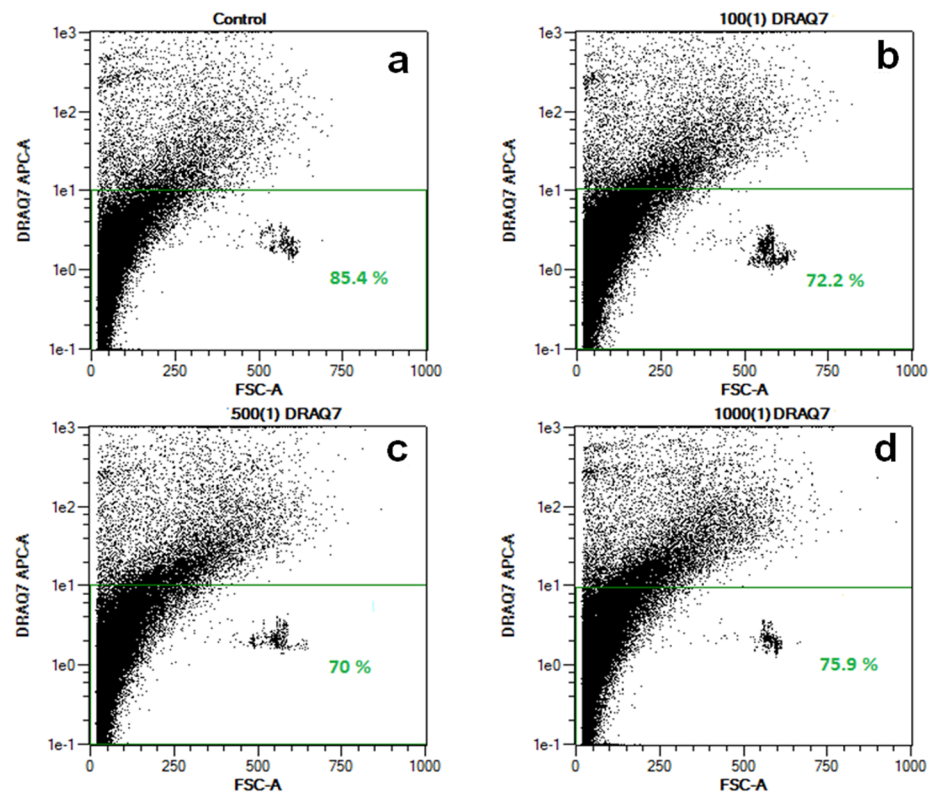 Control
a
1e3
1e2
1e1
1e0
1e-1
DRAQ7 APC-A
85.4 %
0 250 500 750 1000
FSC-A
100(1) DRAQ7
b
1e3
1e2
1e1
1e0
1e-1
DRAQ7 APC-A
72.2 %
0 250 500 750 1000
FSC-A
500(1) DRAQ7
c
1e3
1e2
1e1
1e0
1e-1
DRAQ7 APC-A
70 %
0 250 500 750 1000
FSC-A
1000(1) DRAQ7
d
1e3
1e2
1e1
1e0
1e-1
DRAQ7 APC-A
75.9 %
0 250 500 750 1000
FSC-A